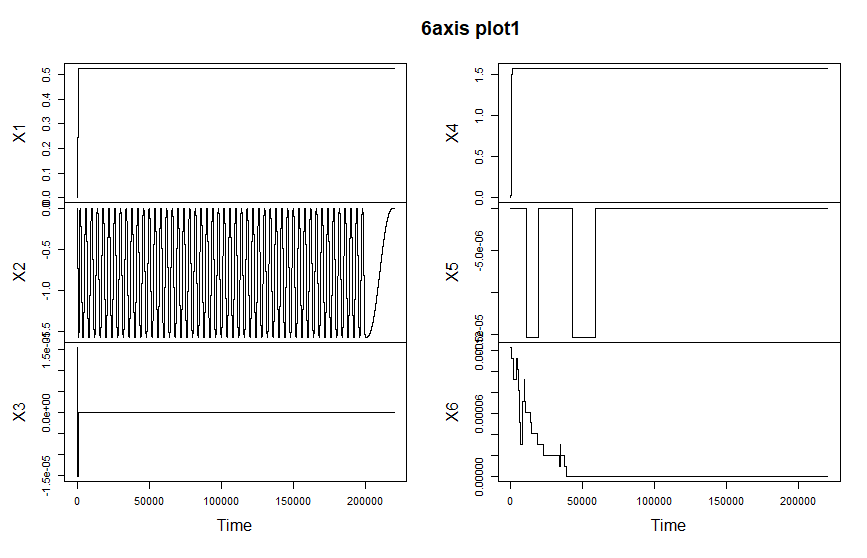 6axis plot1
X1
0.0
0.1
0.2
0.3
0.4
0.5
X2
-1.5
-1.0
-0.5
0.0
X3
-1.5e-05
0.0e+00
1.5e-05
0
50000
100000
150000
200000
Time
X4
0.0
0.5
1.0
1.5
X5
-5.0e-06
X6
0.00000
0.00006
0
50000
100000
150000
200000
Time